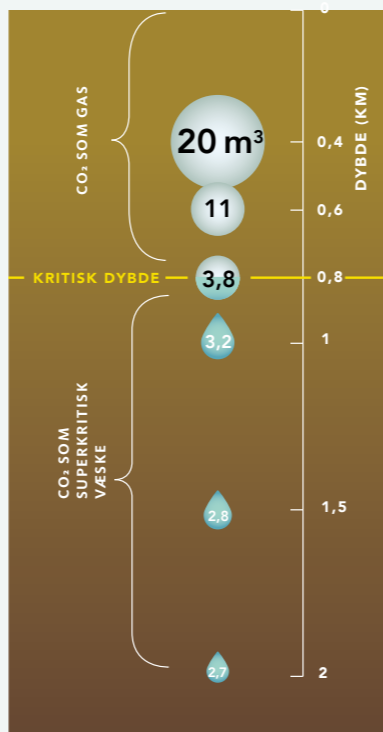 0
CO₂ SOM GAS
20 m³
0,4
DYBDE (KM)
11
0,6
KRITISK DYBDE
3,8
0,8
3,2
1
CO₂ SOM
SUPERKRITISK
VÆSKE
2,8
1,5
2,7
2